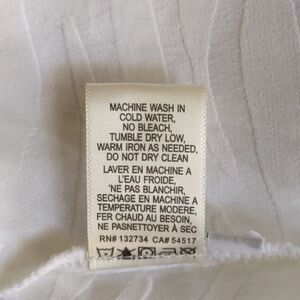 MACHINE WASH IN
COLD WATER,
NO BLEACH,
TUMBLE DRY LOW,
WARM IRON AS NEEDED,
DO NOT DRY CLEAN
LAVER EN MACHINE A
L'EAU FROIDE,
'NE PAS BLANCHIR,
SECHAGE EN MACHINE A
TEMPERATURE MODERE,
FER CHAUD AU BESOIN,
NE PASNETTOYER À SEC
RN# 132734 CA# 54517